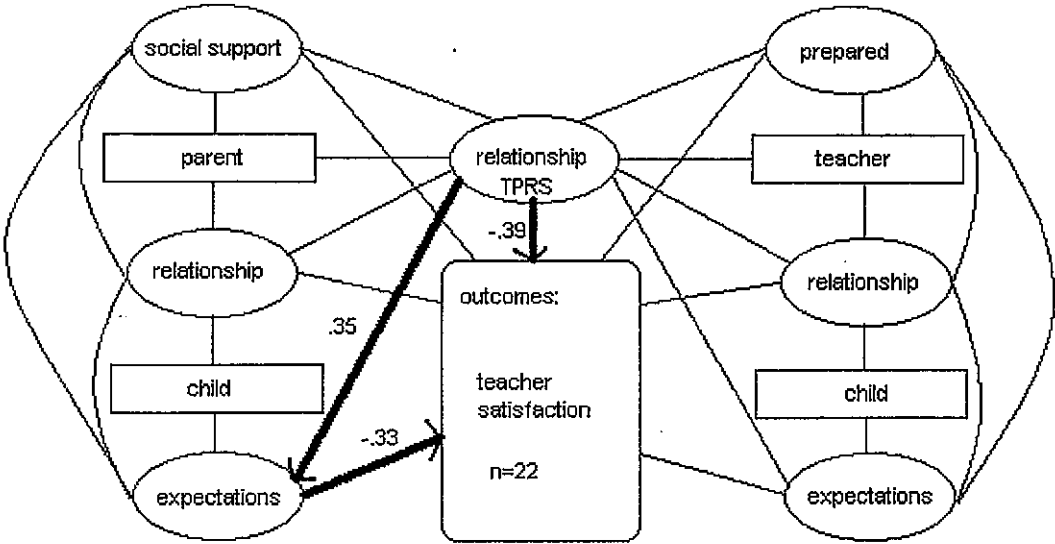 social support
prepared
parent
relationship
TPRS
teacher
-.39
relationship
relationship
outcomes:
.35
teacher
satisfaction
child
child
-.33
n=22
expectations
expectations